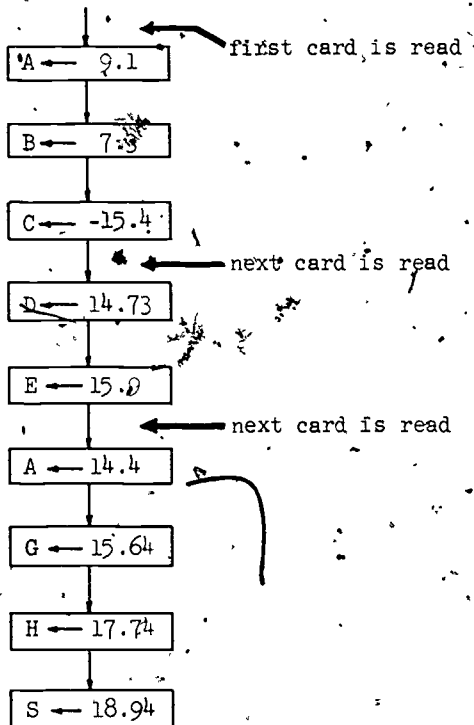 first card is read
A ← 9.1
B ← 7.3
C ← -15.4
next card is read
D ← 14.73
E ← 15.0
next card is read
A ← 14.4
G ← 15.64
H ← 17.74
S ← 18.94